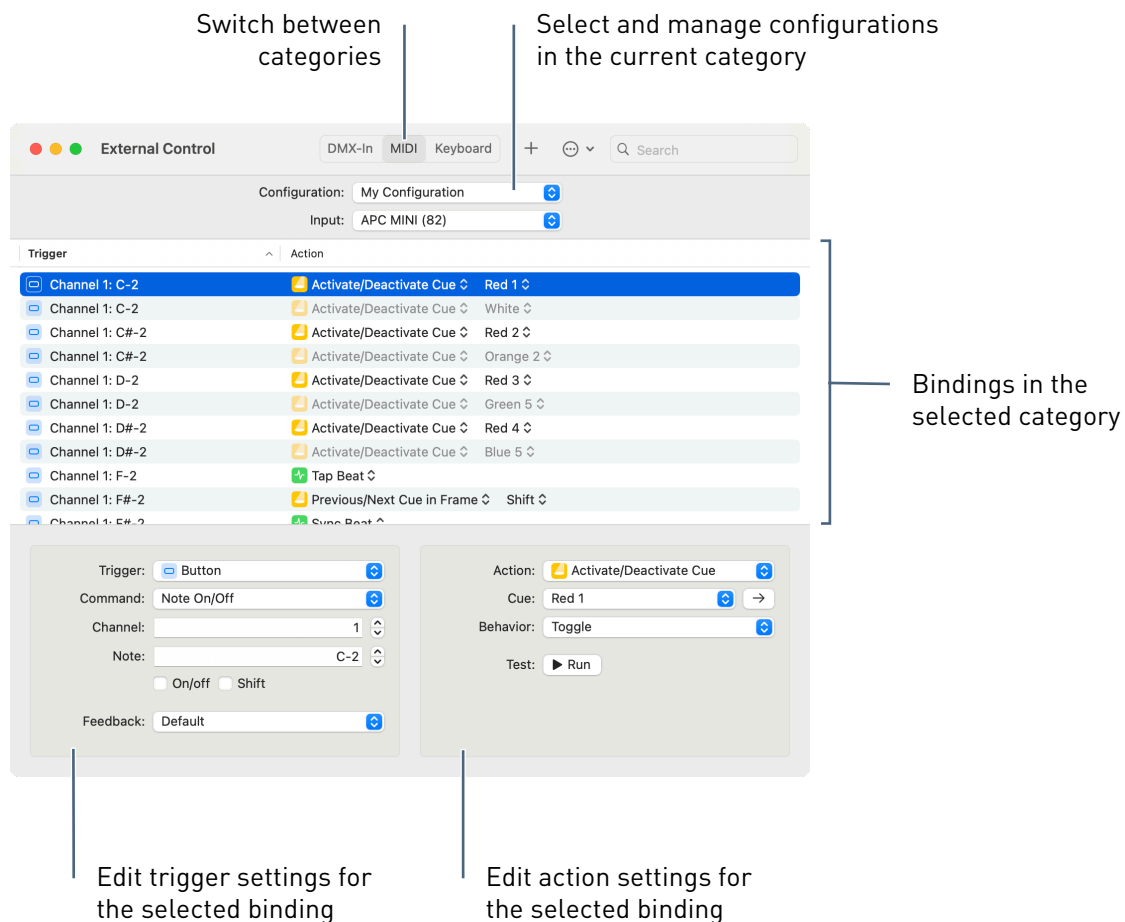 Switch between
categories
Select and manage configurations
in the current category
External Control
DMX-In MIDI Keyboard
Search
Configuration: My Configuration
Input: APC MINI (82)
Trigger Action
Channel 1: C-2 Activate/Deactivate Cue Red 1
Channel 1: C-2 Activate/Deactivate Cue White
Channel 1: C#-2 Activate/Deactivate Cue Red 2
Channel 1: C#-2 Activate/Deactivate Cue Orange 2
Channel 1: D-2 Activate/Deactivate Cue Red 3
Channel 1: D-2 Activate/Deactivate Cue Green 5
Channel 1: D#-2 Activate/Deactivate Cue Red 4
Channel 1: D#-2 Activate/Deactivate Cue Blue 5
Channel 1: F-2 Tap Beat
Channel 1: F#-2 Previous/Next Cue in Frame Shift
Channel 1: F#-2 Sync Beat
Bindings in the
selected category
Trigger: Button
Command: Note On/Off
Channel: 1
Note: C-2
On/off Shift
Feedback: Default
Action: Activate/Deactivate Cue
Cue: Red 1
Behavior: Toggle
Test: Run
Edit trigger settings for
the selected binding
Edit action settings for
the selected binding